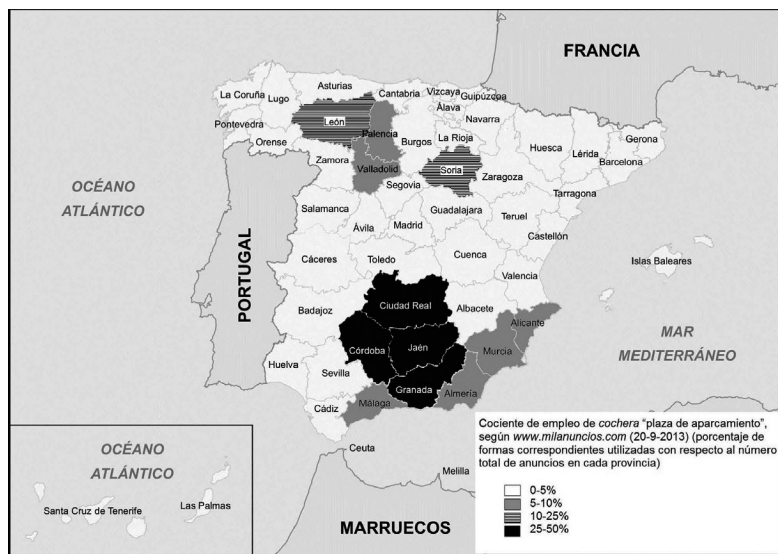 FRANCIA
Asturias
Cantabria
Vizcaya
Guipúzcoa
La Coruña
Lugo
Álava
Navarra
León
Palencia
Pontevedra
Burgos
La Rioja
Orense
Huesca
Lérida
Gerona
Barcelona
Zamora
Valladolid
Soria
Zaragoza
Segovia
Tarragona
OCÉANO
ATLÁNTICO
Salamanca
Guadalajara
Teruel
Ávila
Madrid
Castellón
PORTUGAL
Cáceres
Toledo
Cuenca
Islas Baleares
Valencia
Ciudad Real
Badajoz
Albacete
Alicante
MAR
MEDITERRÁNEO
Córdoba
Jaén
Murcia
Huelva
Sevilla
Granada
Almería
Málaga
Cádiz
Ceuta
Melilla
MARRUECOS
OCÉANO
ATLÁNTICO
Santa Cruz de Tenerife
Las Palmas
Cociente de empleo de cochera “plaza de aparcamiento”,
según www.milanuncios.com (20-9-2013) (porcentaje de
formas correspondientes utilizadas con respecto al número
total de anuncios en cada provincia)
0-5%
5-10%
10-25%
25-50%